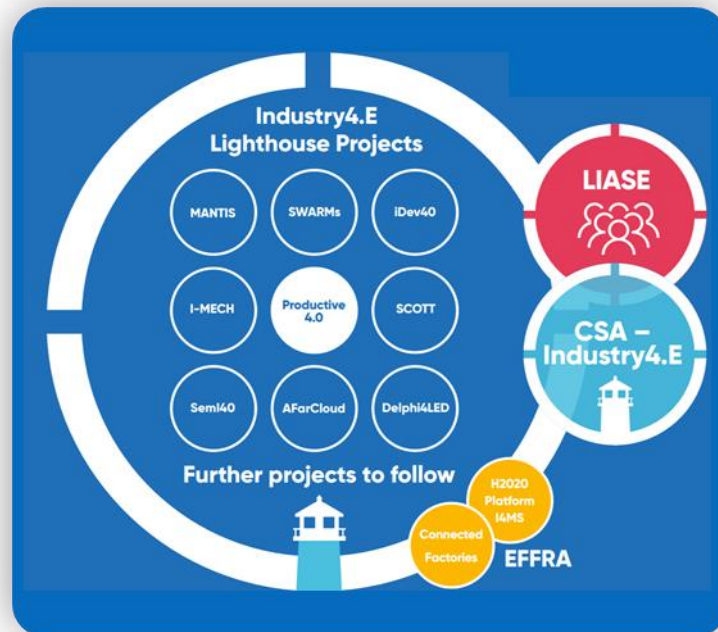 Industry4.E
Lighthouse Projects
MANTIS
SWARMs
iDev40
I-MECH
Productive
4.0
SCOTT
SemI40
AFarCloud
Delphi4LED
Further projects to follow
LIASE
CSA –
Industry4.E
H2020
Platform
I4MS
Connected
Factories
EFFRA